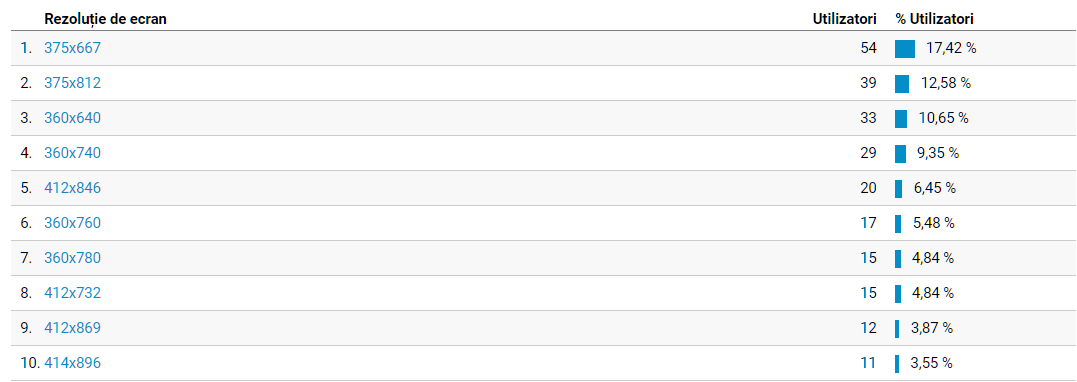 Rezoluție de ecran Utilizatori % Utilizatori
1. 375x667 54 17,42 %
2. 375x812 39 12,58 %
3. 360x640 33 10,65 %
4. 360x740 29 9,35 %
5. 412x846 20 6,45 %
6. 360x760 17 5,48 %
7. 360x780 15 4,84 %
8. 412x732 15 4,84 %
9. 412x869 12 3,87 %
10. 414x896 11 3,55 %